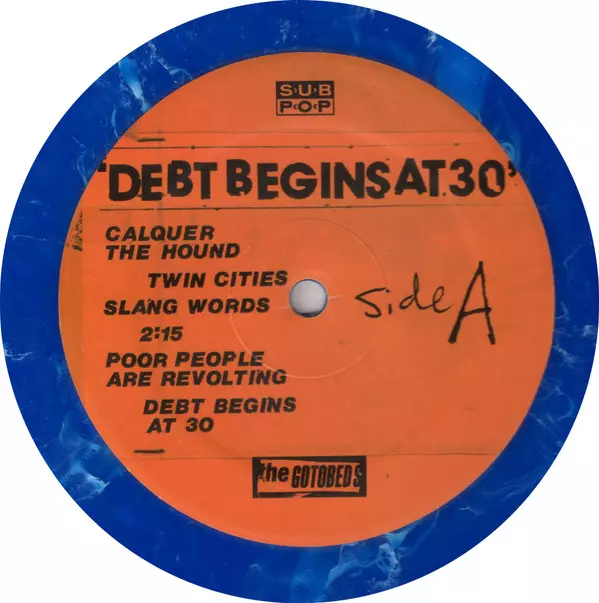 SUB
POP
'DEBT BEGINS AT 30'
CALQUER
THE HOUND
TWIN CITIES
SLANG WORDS
2:15
POOR PEOPLE
ARE REVOLTING
DEBT BEGINS
AT 30
side A
the GOTOBEDS